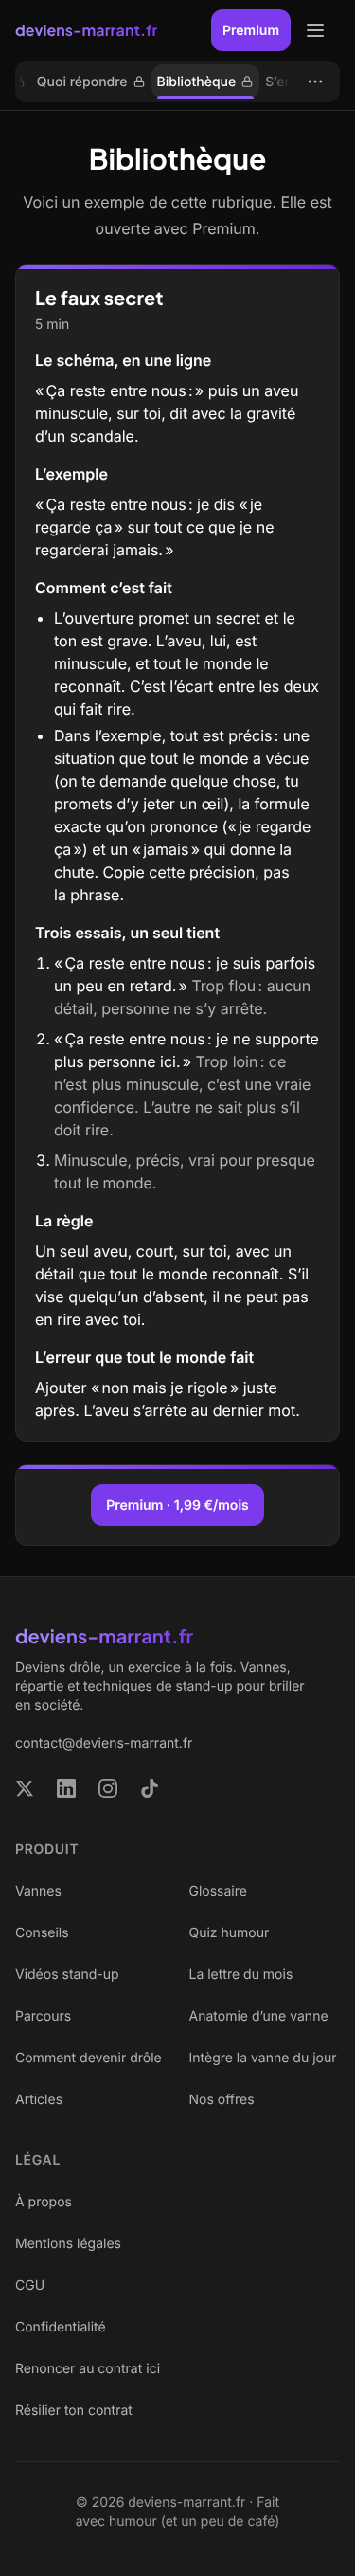 deviens-marrant.fr
Premium
Quoi répondre
Bibliothèque
Bibliothèque
Voici un exemple de cette rubrique. Elle est
ouverte avec Premium.
Le faux secret
5 min
Le schéma, en une ligne
« Ça reste entre nous : » puis un aveu
minuscule, sur toi, dit avec la gravité
d’un scandale.
L’exemple
« Ça reste entre nous : je dis « je
regarde ça » sur tout ce que je ne
regarderai jamais. »
Comment c’est fait
• L’ouverture promet un secret et le
ton est grave. L’aveu, lui, est
minuscule, et tout le monde le
reconnaît. C’est l’écart entre les deux
qui fait rire.
• Dans l’exemple, tout est précis : une
situation que tout le monde a vécue
(on te demande quelque chose, tu
promets d’y jeter un œil), la formule
exacte qu’on prononce (« je regarde
ça ») et un « jamais » qui donne la
chute. Copie cette précision, pas
la phrase.
Trois essais, un seul tient
1. « Ça reste entre nous : je suis parfois
un peu en retard. » Trop flou : aucun
détail, personne ne s’y arrête.
2. « Ça reste entre nous : je ne supporte
plus personne ici. » Trop loin : ce
n’est plus minuscule, c’est une vraie
confidence. L’autre ne sait plus s’il
doit rire.
3. Minuscule, précis, vrai pour presque
tout le monde.
La règle
Un seul aveu, court, sur toi, avec un
détail que tout le monde reconnaît. S’il
vise quelqu’un d’absent, il ne peut pas
en rire avec toi.
L’erreur que tout le monde fait
Ajouter « non mais je rigole » juste
après. L’aveu s’arrête au dernier mot.
Premium · 1,99 €/mois
deviens-marrant.fr
Deviens drôle, un exercice à la fois. Vannes,
répartie et techniques de stand-up pour briller
en société.
contact@deviens-marrant.fr
PRODUIT
Vannes
Glossaire
Conseils
Quiz humour
Vidéos stand-up
La lettre du mois
Parcours
Anatomie d’une vanne
Comment devenir drôle
Intègre la vanne du jour
Articles
Nos offres
LÉGAL
À propos
Mentions légales
CGU
Confidentialité
Renoncer au contrat ici
Résilier ton contrat
© 2026 deviens-marrant.fr · Fait
avec humour (et un peu de café)